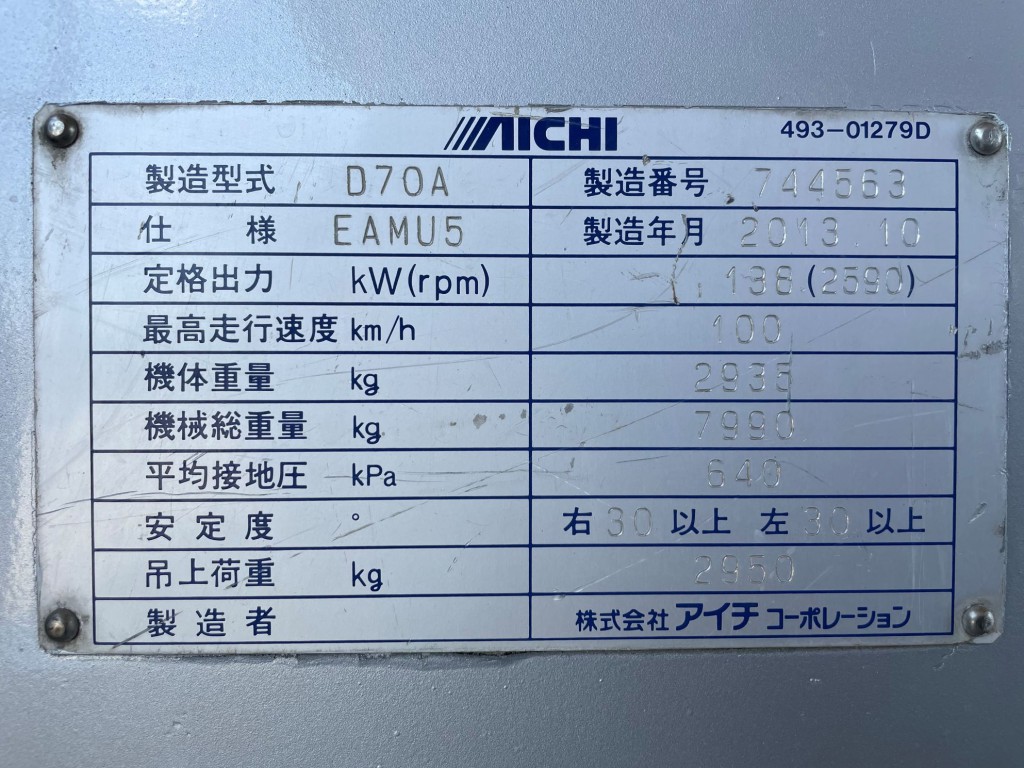 AICHI 493-01279D
製造型式 D70A 製造番号 744563
仕様 EAMU5 製造年月 2013.10
定格出力 kW(rpm) 136 (2590)
最高走行速度 km/h 100
機体重量 kg 2935
機械総重量 kg 7990
平均接地圧 kPa 640
安定度 ° 右30以上 左30以上
吊上荷重 kg 2950
製造者 株式会社アイチコーポレーション